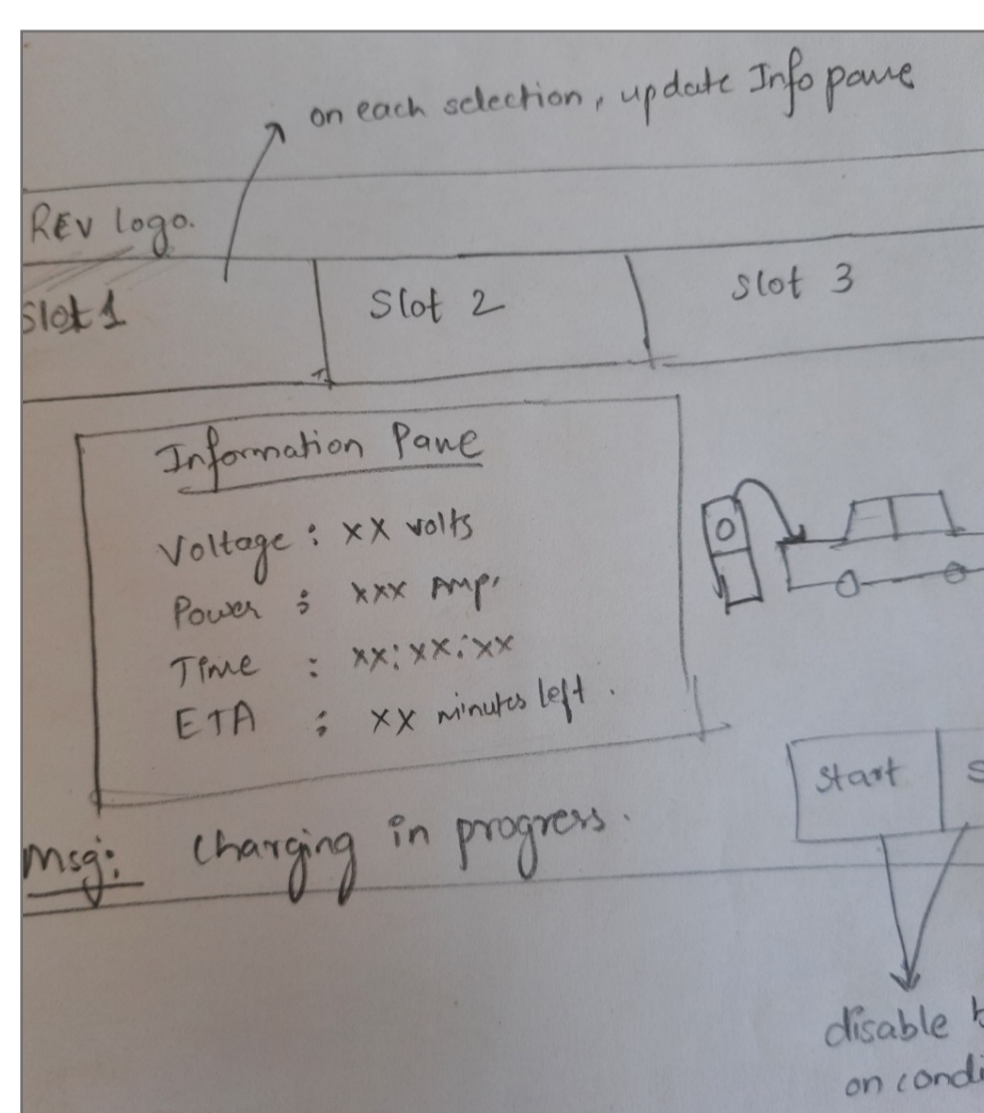 on each selection, update Info pane
REV logo.
Slot 1
Slot 2
Slot 3
Information Pane
Voltage : XX volts
Power : XXX Amp.
Time : XX:XX:XX
ETA : XX minutes left.
Start
Msg: Charging in progress.
disable
on condi